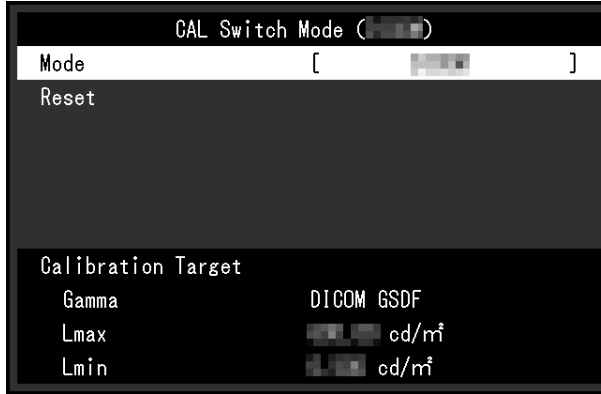 CAL Switch Mode ( )
Mode [ ]
Reset
Calibration Target
Gamma DICOM GSDF
Lmax cd/㎡
Lmin cd/㎡